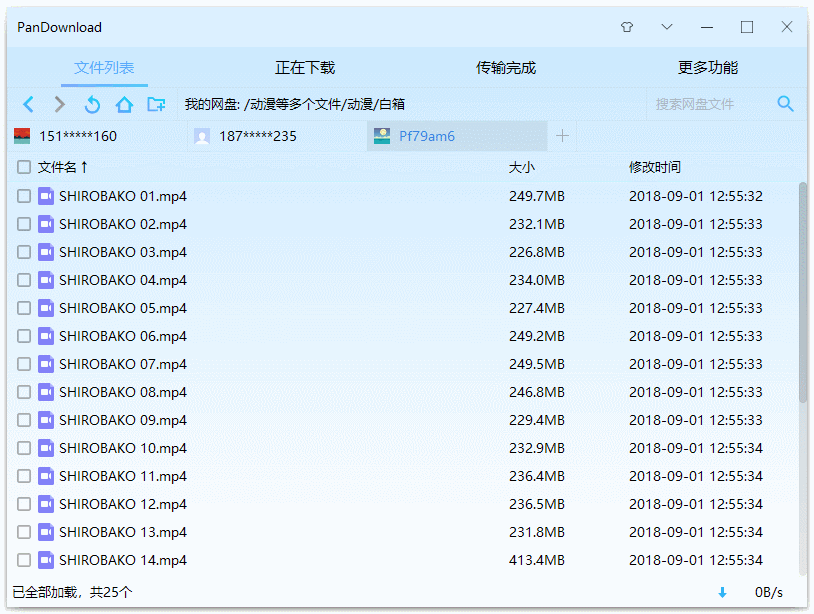 PanDownload
文件列表 正在下载 传输完成 更多功能
我的网盘: /动漫等多个文件/动漫/白箱 搜索网盘文件
151*****160 187*****235 Pf79am6
文件名↑ 大小 修改时间
SHIROBAKO 01.mp4 249.7MB 2018-09-01 12:55:32
SHIROBAKO 02.mp4 232.1MB 2018-09-01 12:55:33
SHIROBAKO 03.mp4 226.8MB 2018-09-01 12:55:33
SHIROBAKO 04.mp4 234.0MB 2018-09-01 12:55:33
SHIROBAKO 05.mp4 227.4MB 2018-09-01 12:55:33
SHIROBAKO 06.mp4 249.2MB 2018-09-01 12:55:33
SHIROBAKO 07.mp4 249.5MB 2018-09-01 12:55:33
SHIROBAKO 08.mp4 246.8MB 2018-09-01 12:55:33
SHIROBAKO 09.mp4 229.4MB 2018-09-01 12:55:33
SHIROBAKO 10.mp4 232.9MB 2018-09-01 12:55:34
SHIROBAKO 11.mp4 236.4MB 2018-09-01 12:55:34
SHIROBAKO 12.mp4 236.5MB 2018-09-01 12:55:34
SHIROBAKO 13.mp4 231.8MB 2018-09-01 12:55:34
SHIROBAKO 14.mp4 413.4MB 2018-09-01 12:55:34
已全部加载，共25个 0B/s